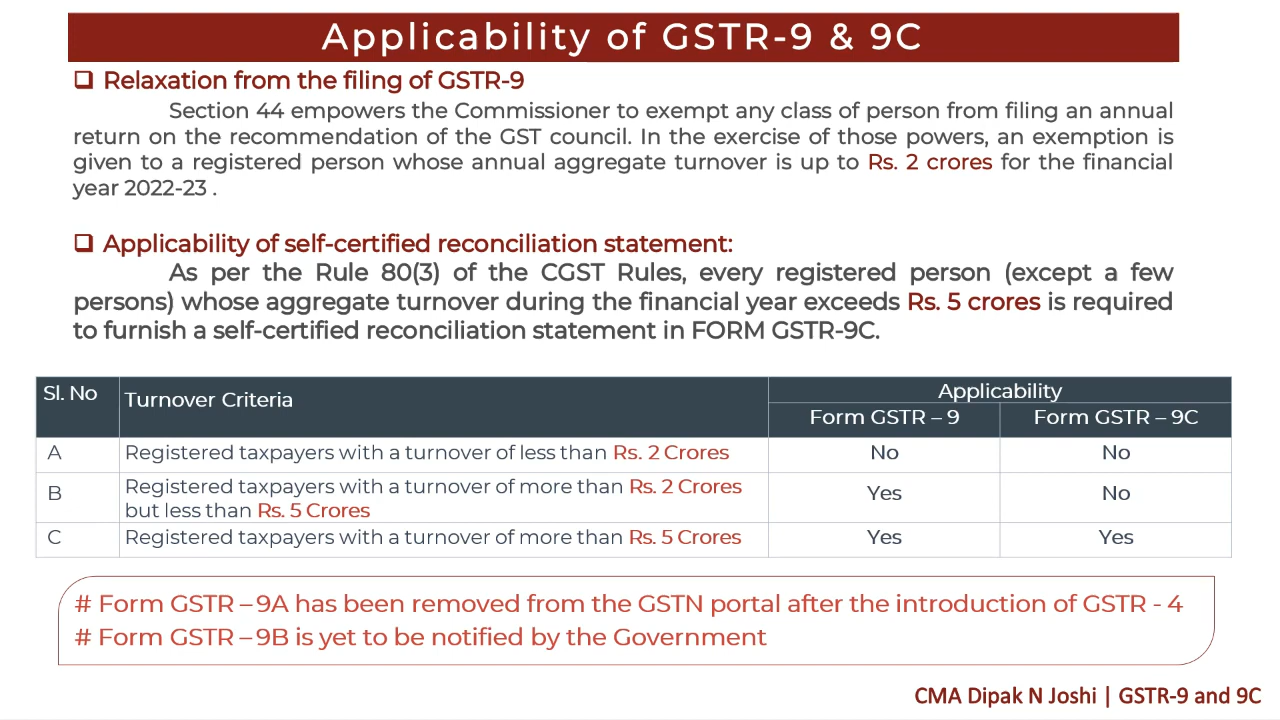 Applicability of GSTR-9 & 9C
❑ Relaxation from the filing of GSTR-9
Section 44 empowers the Commissioner to exempt any class of person from filing an annual
return on the recommendation of the GST council. In the exercise of those powers, an exemption is
given to a registered person whose annual aggregate turnover is up to Rs. 2 crores for the financial
year 2022-23 .
❑ Applicability of self-certified reconciliation statement:
As per the Rule 80(3) of the CGST Rules, every registered person (except a few
persons) whose aggregate turnover during the financial year exceeds Rs. 5 crores is required
to furnish a self-certified reconciliation statement in FORM GSTR-9C.
Sl. No Turnover Criteria Applicability
Form GSTR – 9 Form GSTR – 9C
A Registered taxpayers with a turnover of less than Rs. 2 Crores No No
B Registered taxpayers with a turnover of more than Rs. 2 Crores
but less than Rs. 5 Crores Yes No
C Registered taxpayers with a turnover of more than Rs. 5 Crores Yes Yes
# Form GSTR – 9A has been removed from the GSTN portal after the introduction of GSTR - 4
# Form GSTR – 9B is yet to be notified by the Government
CMA Dipak N Joshi | GSTR-9 and 9C